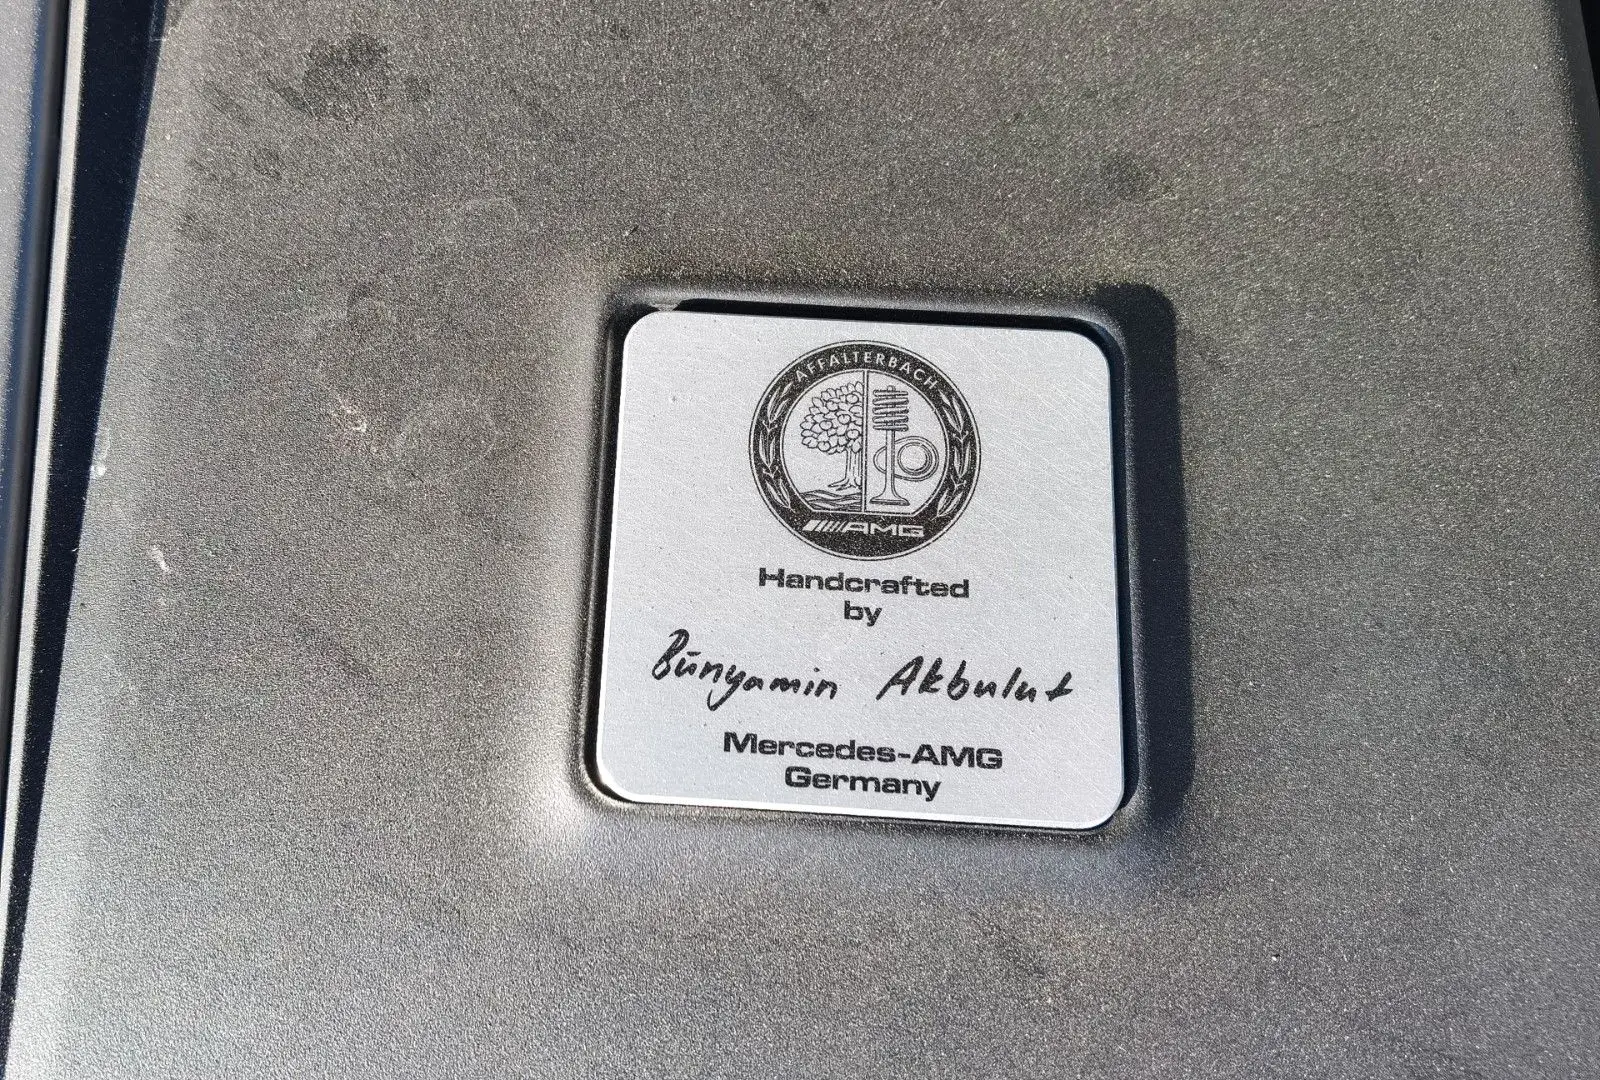 AFFALTERBACH
AMG
Handcrafted
by
Bünyamin Akbulut
Mercedes-AMG
Germany